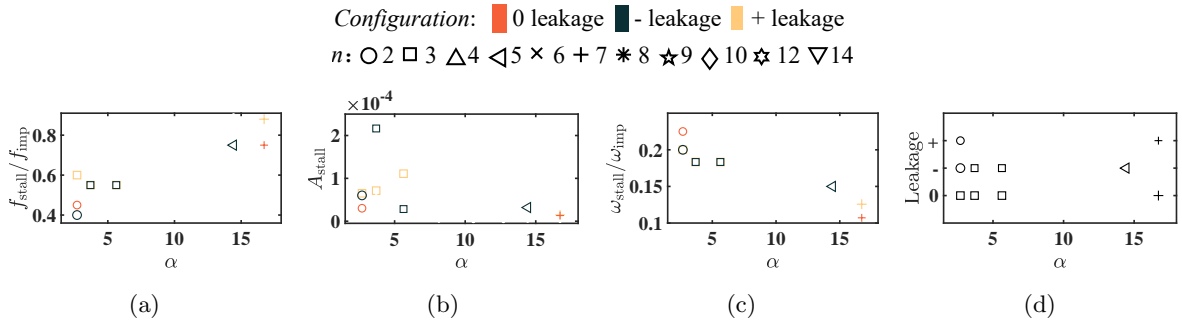 Configuration: 0 leakage - leakage + leakage
n: 2 3 4 5 6 7 8 9 10 12 14
f_stall/f_imp
0.8
0.6
0.4
5 10 15
α
(a)
×10^-4
A_stall
2
1
0
5 10 15
α
(b)
ω_stall/ω_imp
0.2
0.15
0.1
5 10 15
α
(c)
Leakage
+
-
0
5 10 15
α
(d)